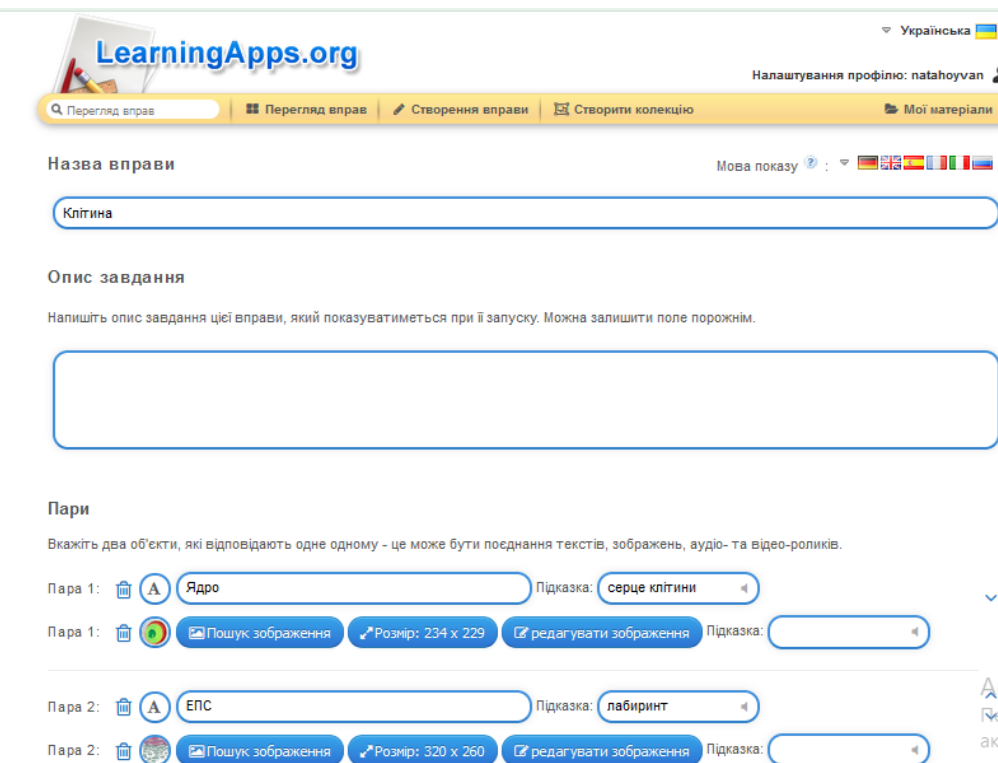 Українська
LearningApps.org
Налаштування профілю: natahoyvan
Перегляд вправ
Перегляд вправ
Створення вправи
Створити колекцію
Мої матеріали
Назва вправи
Мова показу ? :
Клітина
Опис завдання
Напишіть опис завдання цієї вправи, який показуватиметься при її запуску. Можна залишити поле порожнім.
Пари
Вкажіть два об'єкти, які відповідають одне одному - це може бути поєднання текстів, зображень, аудіо- та відео-роликів.
Пара 1: A Ядро Підказка: серце клітини
Пара 1: Пошук зображення Розмір: 234 x 229 редагувати зображення Підказка:
Пара 2: A ЕПС Підказка: лабиринт
Пара 2: Пошук зображення Розмір: 320 x 260 редагувати зображення Підказка: